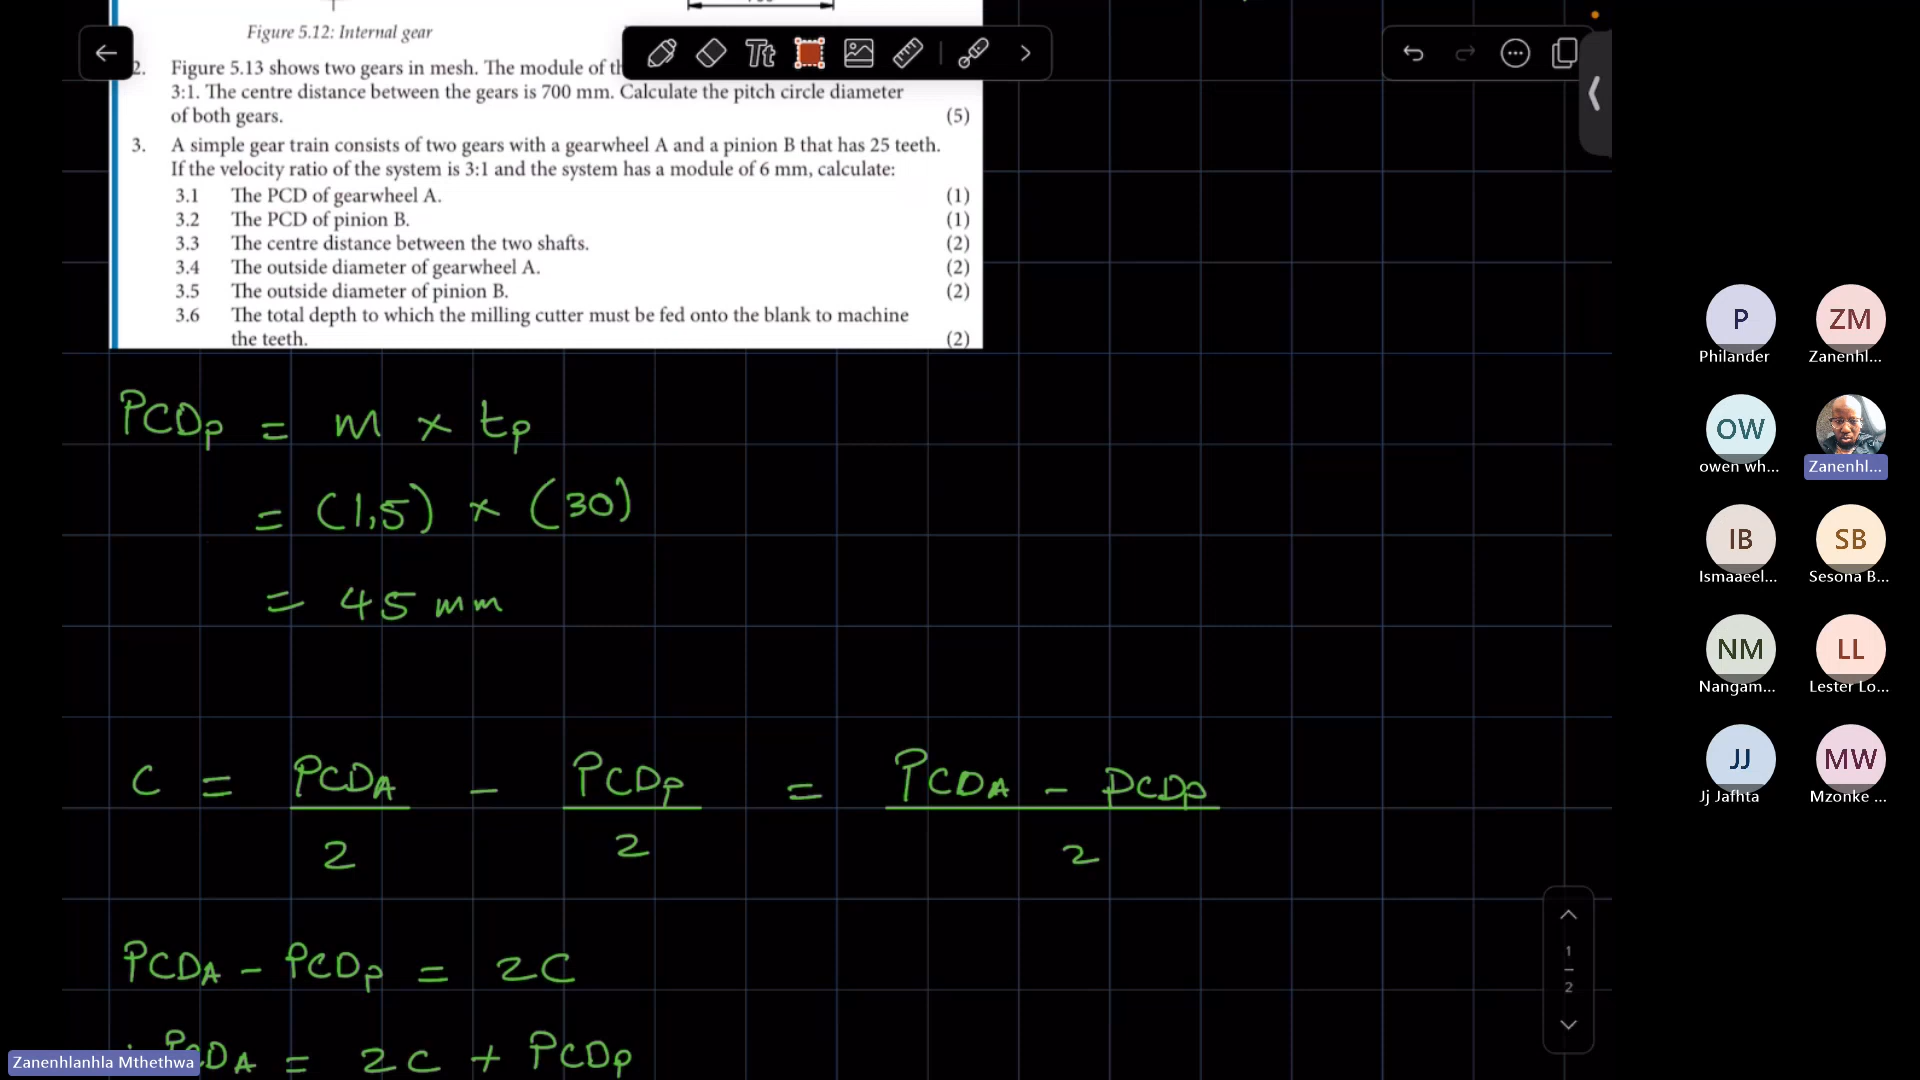 Figure 5.12: Internal gear
2. Figure 5.13 shows two gears in mesh. The module of th
3:1. The centre distance between the gears is 700 mm. Calculate the pitch circle diameter
of both gears. (5)
3. A simple gear train consists of two gears with a gearwheel A and a pinion B that has 25 teeth.
If the velocity ratio of the system is 3:1 and the system has a module of 6 mm, calculate:
3.1 The PCD of gearwheel A. (1)
3.2 The PCD of pinion B. (1)
3.3 The centre distance between the two shafts. (2)
3.4 The outside diameter of gearwheel A. (2)
3.5 The outside diameter of pinion B. (2)
3.6 The total depth to which the milling cutter must be fed onto the blank to machine
the teeth. (2)
Tt
PCDp = m × tp
= (1,5) × (30)
= 45 mm
C = PCDA / 2 - PCDp / 2 = PCDA - PCDp / 2
PCDA - PCDp = 2C
PCDA = 2C + PCDp
1
2
Zanenhlanhla Mthethwa
P ZM
Philander Zanenhl...
OW
owen wh... Zanenhl...
IB SB
Ismaaeel... Sesona B...
NM LL
Nangam... Lester Lo...
JJ MW
Jj Jafhta Mzonke ...